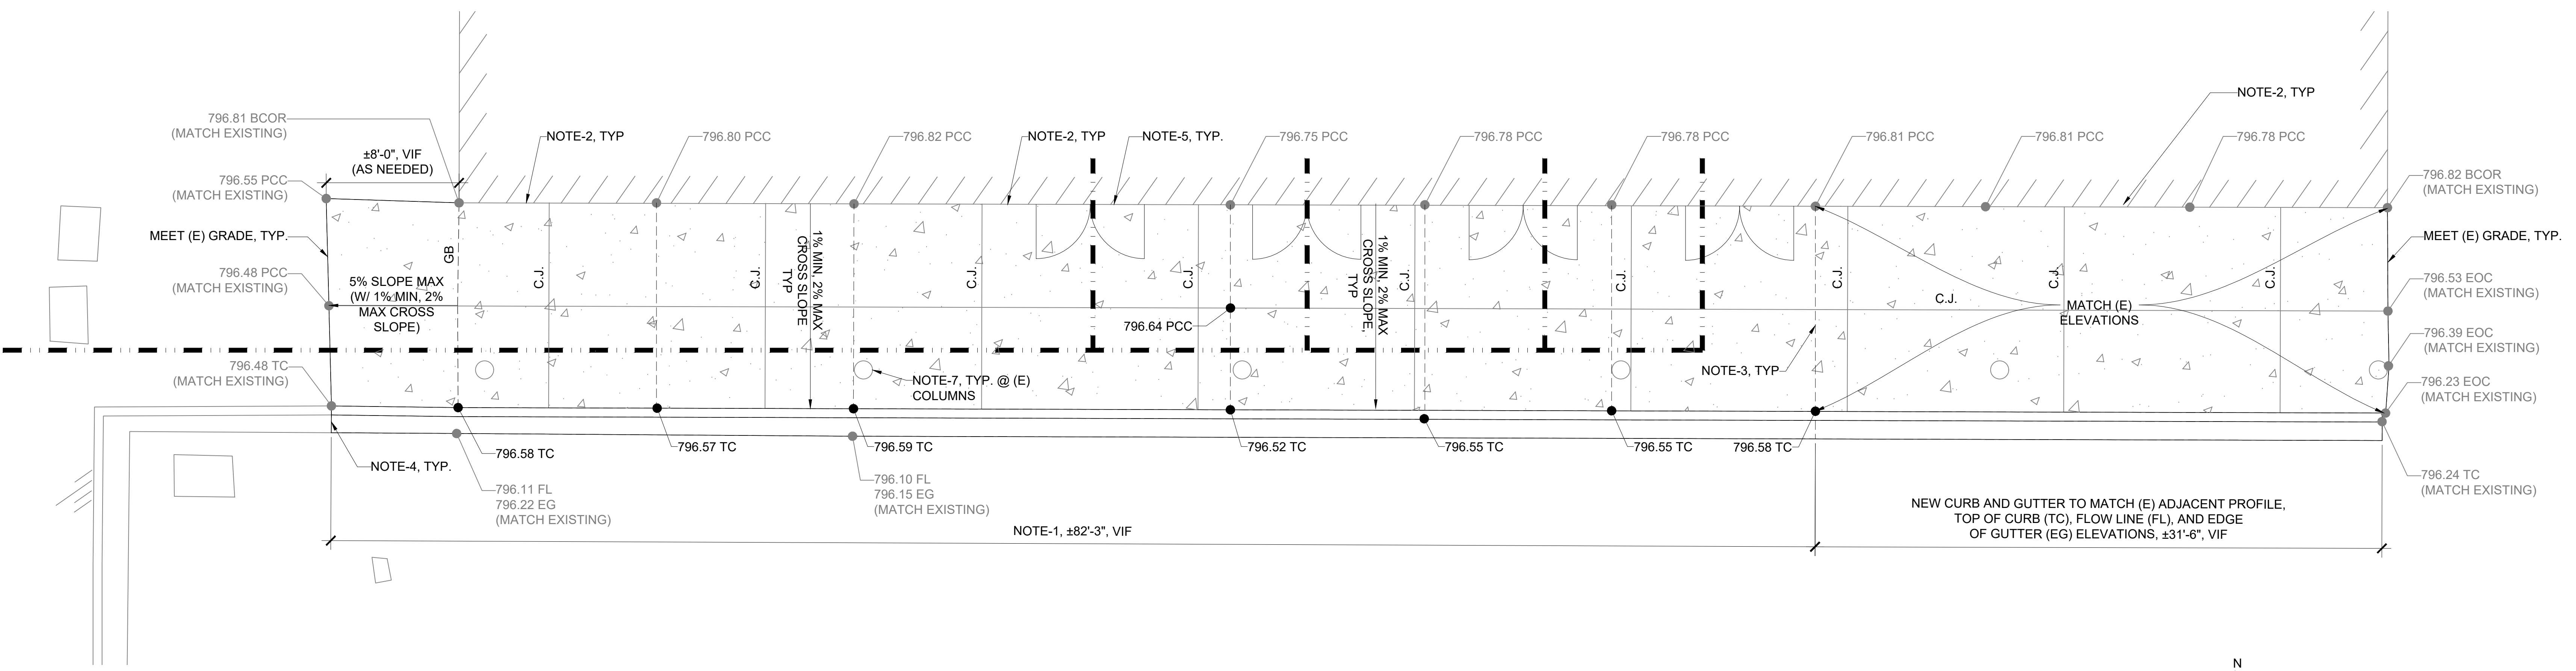 NOTE-2, TYP
796.81 BCOR
(MATCH EXISTING)
NOTE-2, TYP
796.80 PCC
796.82 PCC
NOTE-2, TYP
NOTE-5, TYP.
796.75 PCC
796.78 PCC
796.78 PCC
796.81 PCC
796.81 PCC
796.78 PCC
±8'-0", VIF
(AS NEEDED)
796.55 PCC
(MATCH EXISTING)
796.82 BCOR
(MATCH EXISTING)
MEET (E) GRADE, TYP.
MEET (E) GRADE, TYP.
GB
C.J.
C.J.
1% MIN, 2% MAX
CROSS SLOPE
TYP
C.J.
C.J.
1% MIN, 2% MAX
CROSS SLOPE,
TYP
C.J.
C.J.
C.J.
C.J.
C.J.
C.J.
796.48 PCC
(MATCH EXISTING)
5% SLOPE MAX
(W/ 1% MIN, 2%
MAX CROSS
SLOPE)
796.53 EOC
(MATCH EXISTING)
MATCH (E)
ELEVATIONS
796.64 PCC
796.39 EOC
(MATCH EXISTING)
796.48 TC
(MATCH EXISTING)
NOTE-7, TYP. @ (E)
COLUMNS
NOTE-3, TYP
796.23 EOC
(MATCH EXISTING)
796.58 TC
796.57 TC
796.59 TC
796.52 TC
796.55 TC
796.55 TC
796.58 TC
NOTE-4, TYP.
796.11 FL
796.22 EG
(MATCH EXISTING)
796.10 FL
796.15 EG
(MATCH EXISTING)
796.24 TC
(MATCH EXISTING)
NOTE-1, ±82'-3", VIF
NEW CURB AND GUTTER TO MATCH (E) ADJACENT PROFILE,
TOP OF CURB (TC), FLOW LINE (FL), AND EDGE
OF GUTTER (EG) ELEVATIONS, ±31'-6", VIF
N